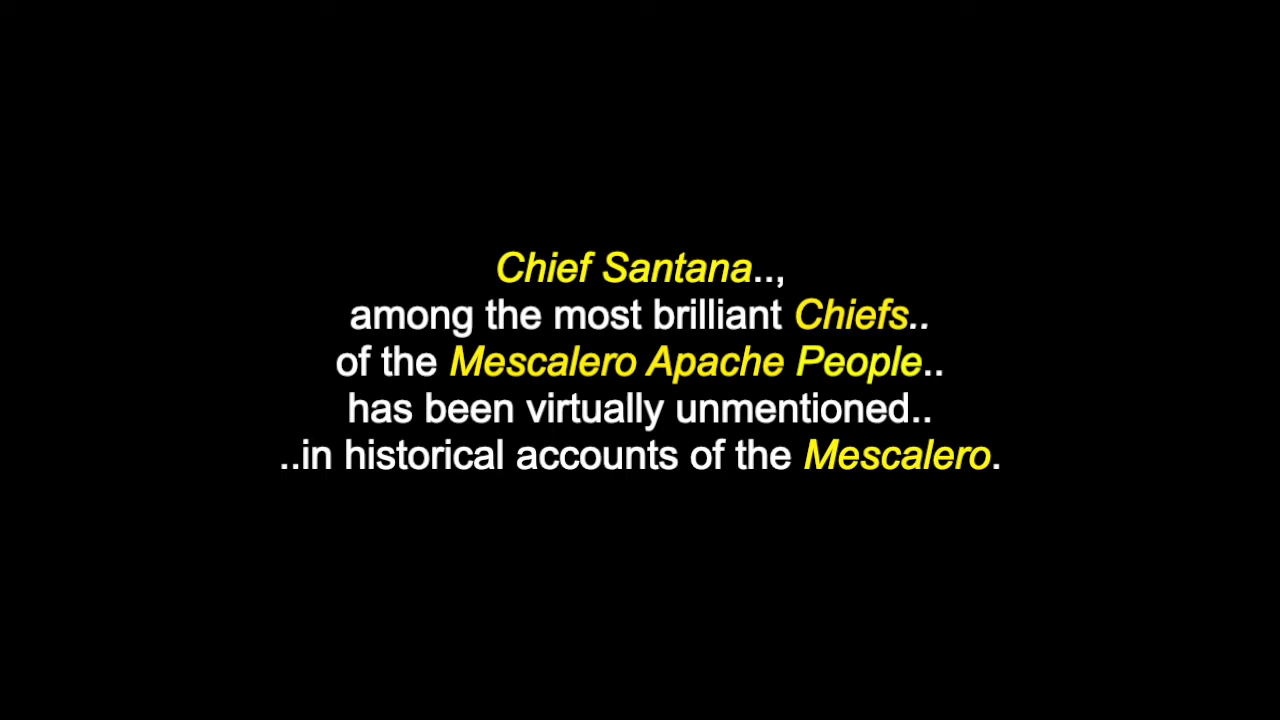 Chief Santana..,
among the most brilliant Chiefs..
of the Mescalero Apache People..
has been virtually unmentioned..
..in historical accounts of the Mescalero.